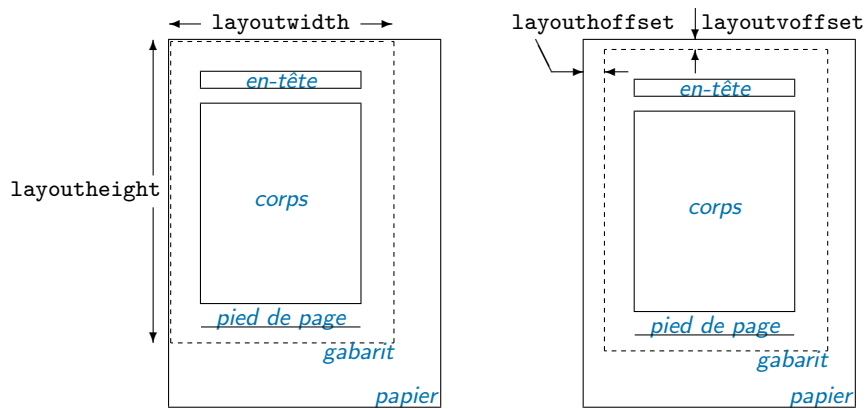 layoutwidth
en-tête
layoutheight
corps
pied de page
gabarit
papier
layouthoffset
layoutvoffset
en-tête
corps
pied de page
gabarit
papier